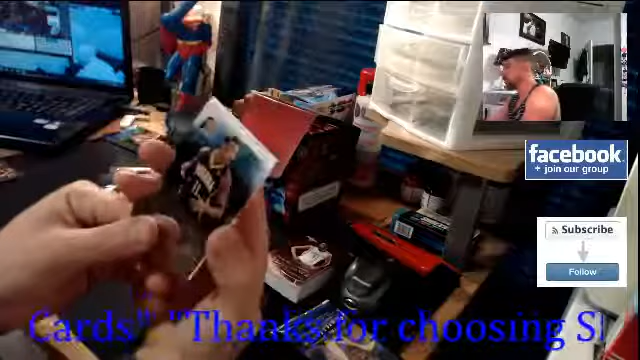 facebook.
+ join our group
Subscribe
Follow
Cards" "Thanks for choosing S